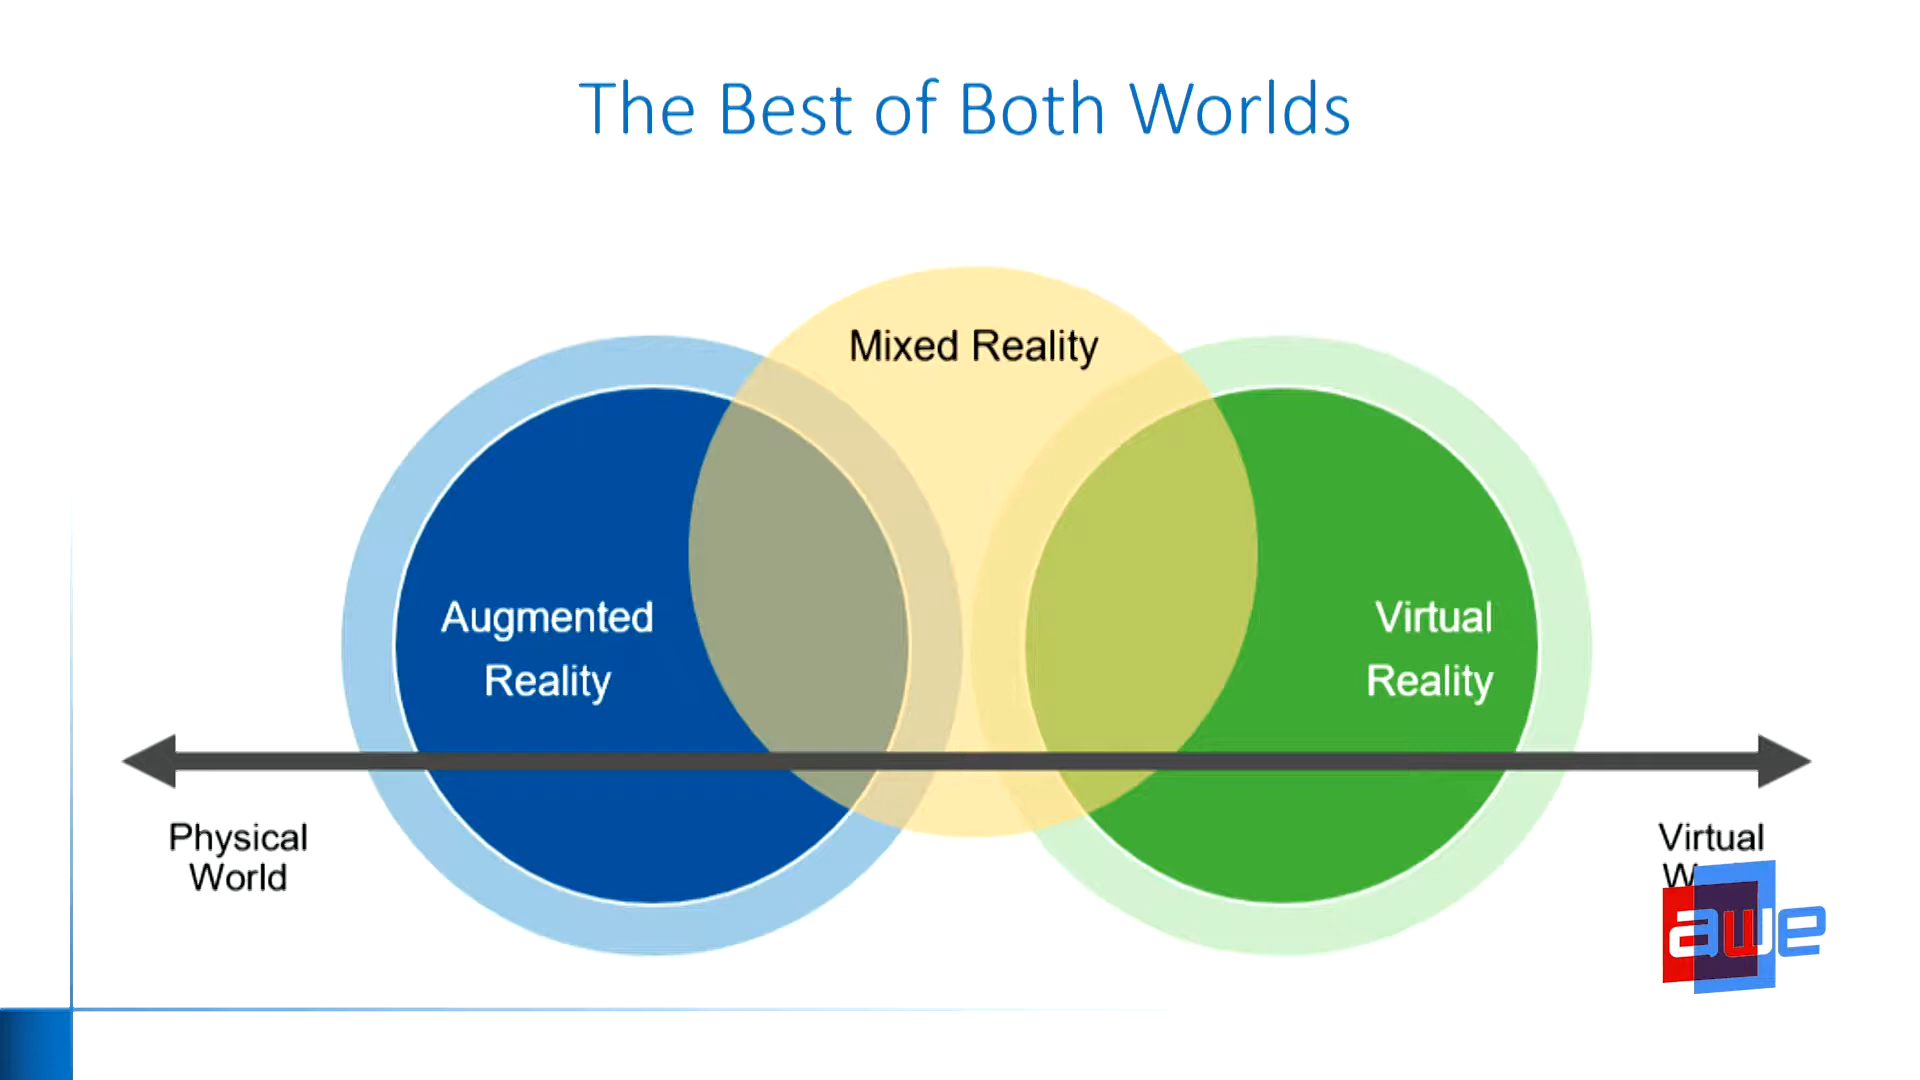 The Best of Both Worlds
Mixed Reality
Augmented
Reality
Virtual
Reality
Physical
World
Virtual
awe